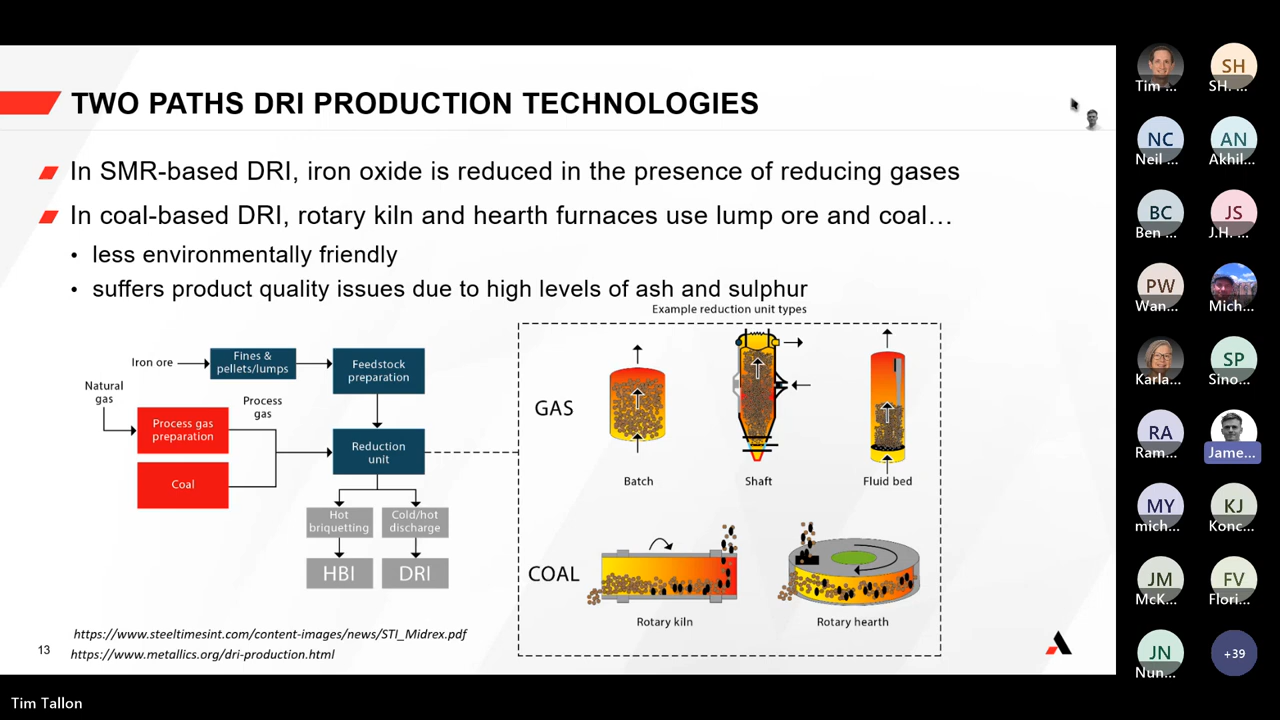 TWO PATHS DRI PRODUCTION TECHNOLOGIES
In SMR-based DRI, iron oxide is reduced in the presence of reducing gases
In coal-based DRI, rotary kiln and hearth furnaces use lump ore and coal…
• less environmentally friendly
• suffers product quality issues due to high levels of ash and sulphur
Example reduction unit types
Iron ore
Fines &
pellets/lumps
Feedstock
preparation
Natural
gas
Process gas
preparation
Process
gas
Coal
Reduction
unit
Hot
briquetting
Cold/hot
discharge
HBI
DRI
GAS
Batch
Shaft
Fluid bed
COAL
Rotary kiln
Rotary hearth
https://www.steeltimesint.com/content-images/news/STI_Midrex.pdf
https://www.metallics.org/dri-production.html
13
Tim Tallon
Tim ...
SH
SH. ...
NC
Neil ...
AN
Akhil...
BC
Ben ...
JS
J.H. ...
PW
Wan...
Mich...
Karla...
SP
Sino...
RA
Ram...
Jame...
MY
mich...
KJ
Konc...
JM
McK...
FV
Flori...
JN
Nun...
+39